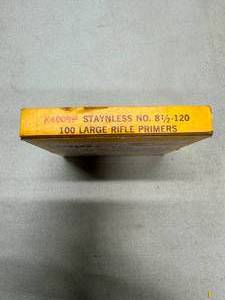 STAYNLESS NO. 8½-120
100 LARGE RIFLE PRIMERS